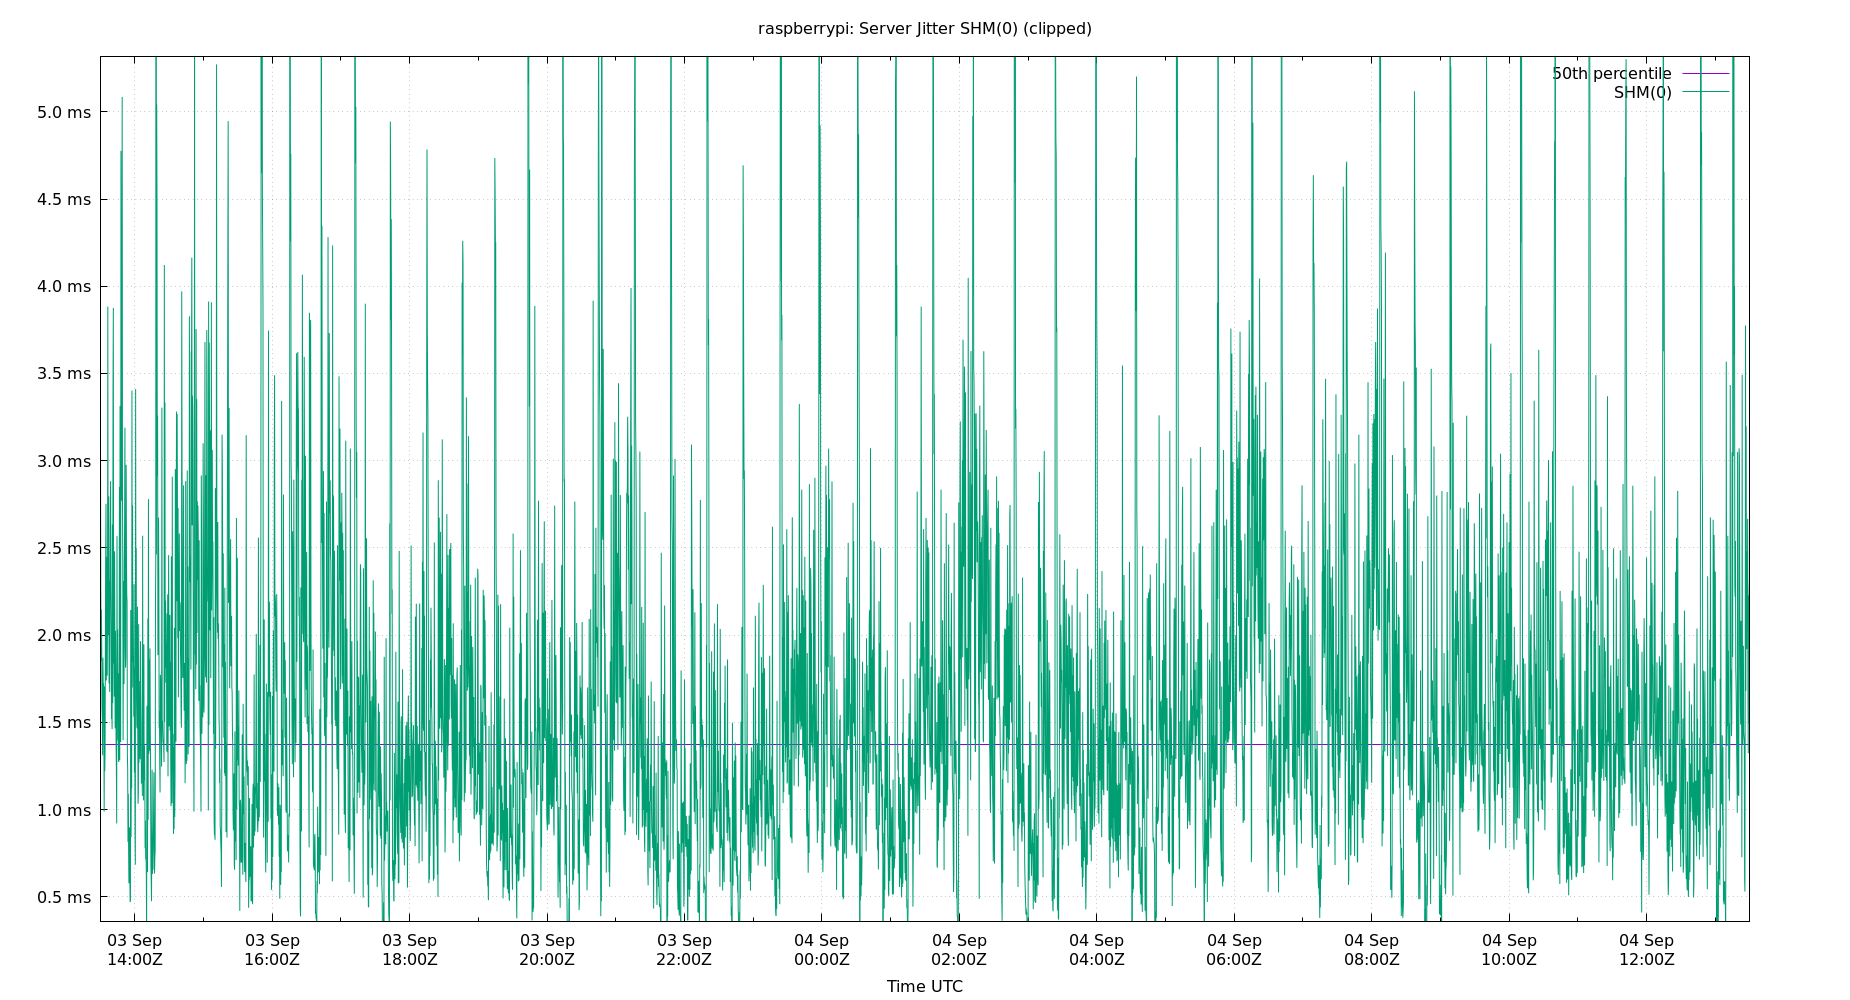 raspberrypi: Server Jitter SHM(0) (clipped)
50th percentile
SHM(0)
5.0 ms
4.5 ms
4.0 ms
3.5 ms
3.0 ms
2.5 ms
2.0 ms
1.5 ms
1.0 ms
0.5 ms
03 Sep 03 Sep 03 Sep 03 Sep 03 Sep 04 Sep 04 Sep 04 Sep 04 Sep 04 Sep 04 Sep 04 Sep
14:00Z 16:00Z 18:00Z 20:00Z 22:00Z 00:00Z 02:00Z 04:00Z 06:00Z 08:00Z 10:00Z 12:00Z
Time UTC